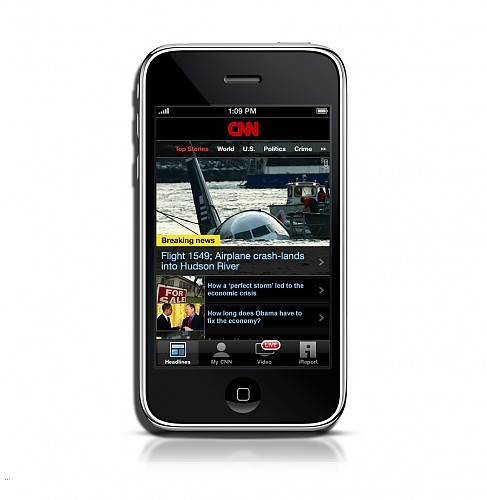 1:09 PM
CNN
Top Stories World U.S. Politics Crime
Breaking news
Flight 1549; Airplane crash-lands
into Hudson River
FOR
SALE
How a 'perfect storm' led to the
economic crisis
How long does Obama have to
fix the economy?
LIVE
Headlines My CNN Video iReport
...